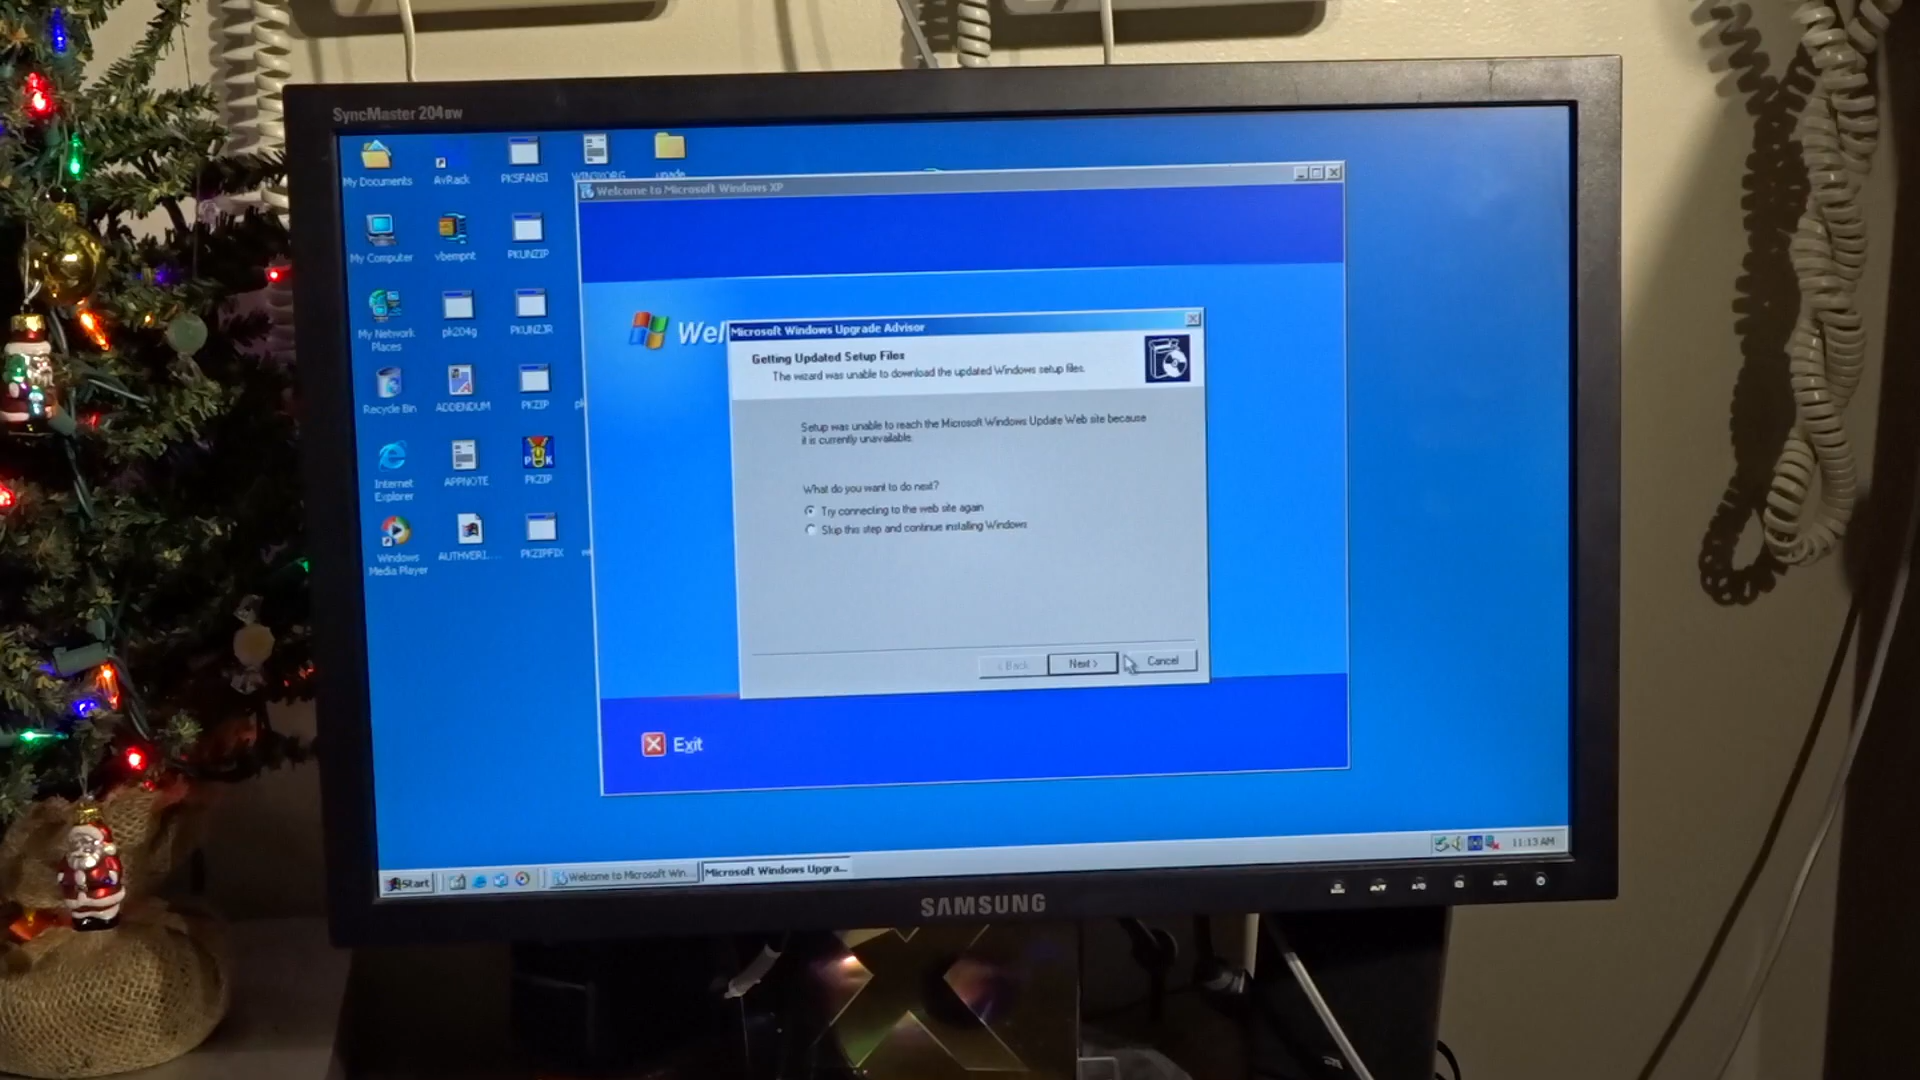 SyncMaster 204BW
My Documents
AvRack
PKSFANSI
WIN3XORG
upade
Welcome to Microsoft Windows XP
My Computer
vbempnt
PKUNZIP
My Network
Places
pk204g
PKUNZJR
Wel
Microsoft Windows Upgrade Advisor
Getting Updated Setup Files
The wizard was unable to download the updated Windows setup files.
Recycle Bin
ADDENDUM
PKZIP
Setup was unable to reach the Microsoft Windows Update Web site because
it is currently unavailable.
Internet
Explorer
APPNOTE
PKZIP
What do you want to do next?
Try connecting to the web site again
Skip this step and continue installing Windows
Windows
Media Player
AUTHVERI...
PKZIPFIX
< Back
Next >
Cancel
Exit
Start
Welcome to Microsoft Win...
Microsoft Windows Upgra...
11:13 AM
SAMSUNG